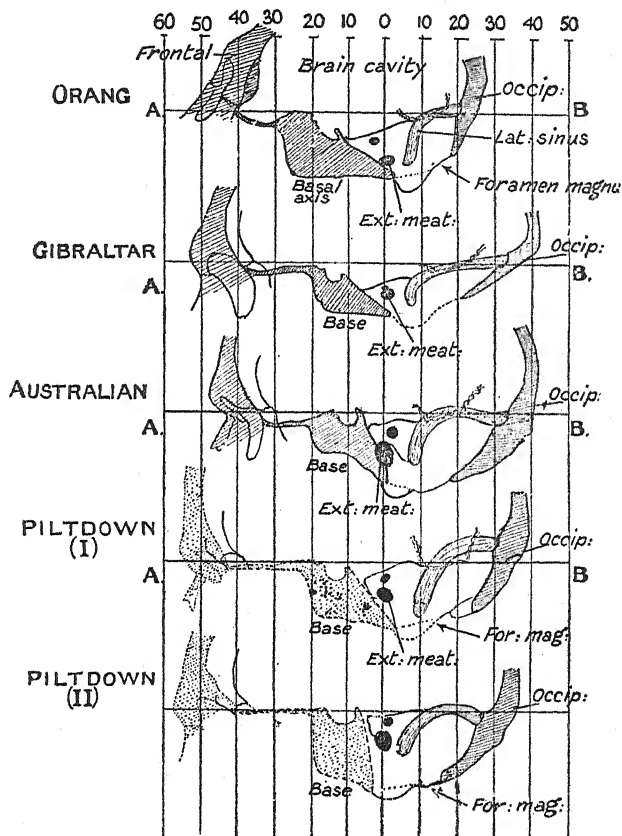 60 50 40 30 20 10 0 10 20 30 40 50
Frontal
Brain cavity
ORANG
A. B
Occip:
Lat: sinus
Basal
axis
Foramen magnu
Ext: meat:
GIBRALTAR
Occip:
A. B.
Base
Ext: meat:
AUSTRALIAN
Occip:
A. B.
Base
Ext: meat:
PILTDOWN
(I)
Occip:
A. B
Base
For: mag:
Ext: meat:
PILTDOWN
(II)
Occip:
Base
For: mag: